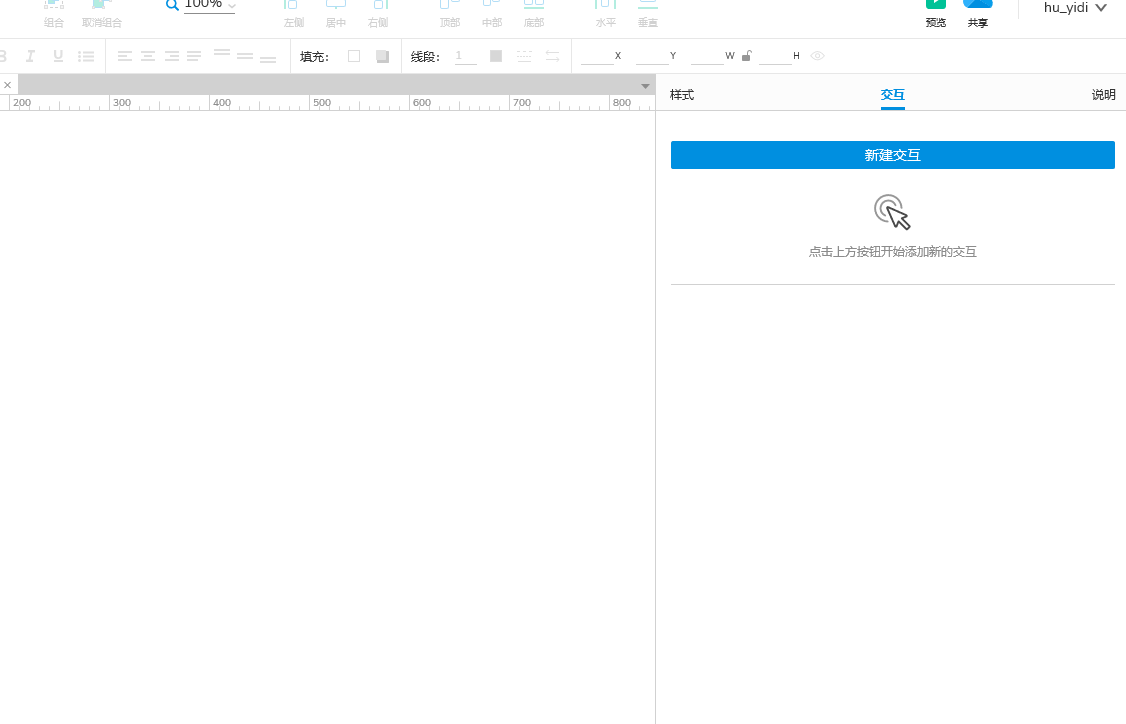 100%
hu_yidi
组合 取消组合 左侧 居中 右侧 顶部 中部 底部 水平 垂直 预览 共享
B I U 填充: 线段: 1 X Y W H
200 300 400 500 600 700 800
样式 交互 说明
新建交互
点击上方按钮开始添加新的交互